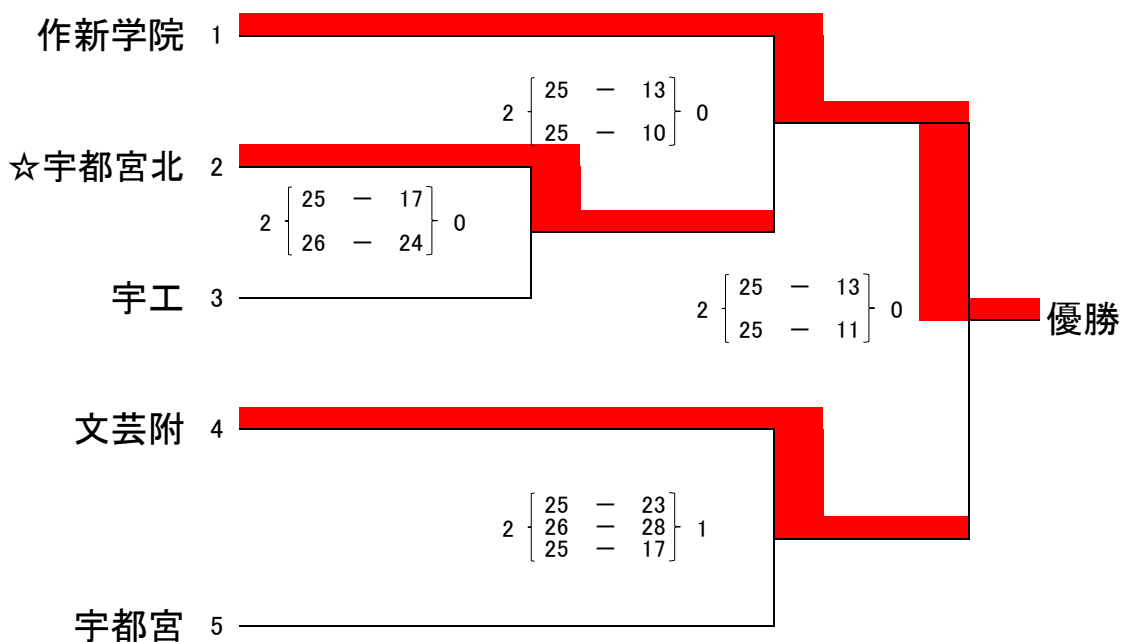 作新学院 1
2 25 － 13 0
25 － 10
☆宇都宮北 2
2 25 － 17 0
26 － 24
宇工 3
2 25 － 13 0
25 － 11
優勝
文芸附 4
2 25 － 23 1
26 － 28
25 － 17
宇都宮 5